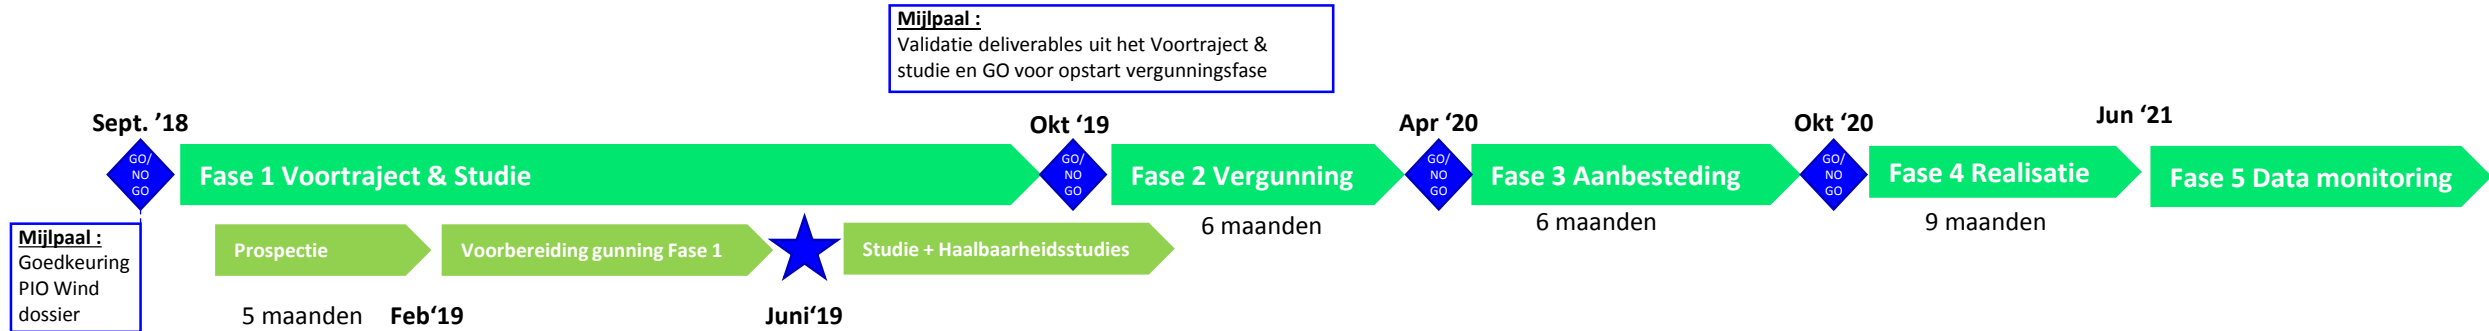 Mijlpaal :
Validatie deliverables uit het Voortraject &
studie en GO voor opstart vergunningsfase
Sept. ’18
Okt ‘19
Apr ‘20
Okt ‘20
Jun ‘21
GO/
NO
GO
Fase 1 Voortraject & Studie
GO/
NO
GO
Fase 2 Vergunning
GO/
NO
GO
Fase 3 Aanbesteding
GO/
NO
GO
Fase 4 Realisatie
Fase 5 Data monitoring
6 maanden
6 maanden
9 maanden
Mijlpaal :
Goedkeuring
PIO Wind
dossier
Prospectie
Voorbereiding gunning Fase 1
Studie + Haalbaarheidsstudies
5 maanden
Feb‘19
Juni‘19